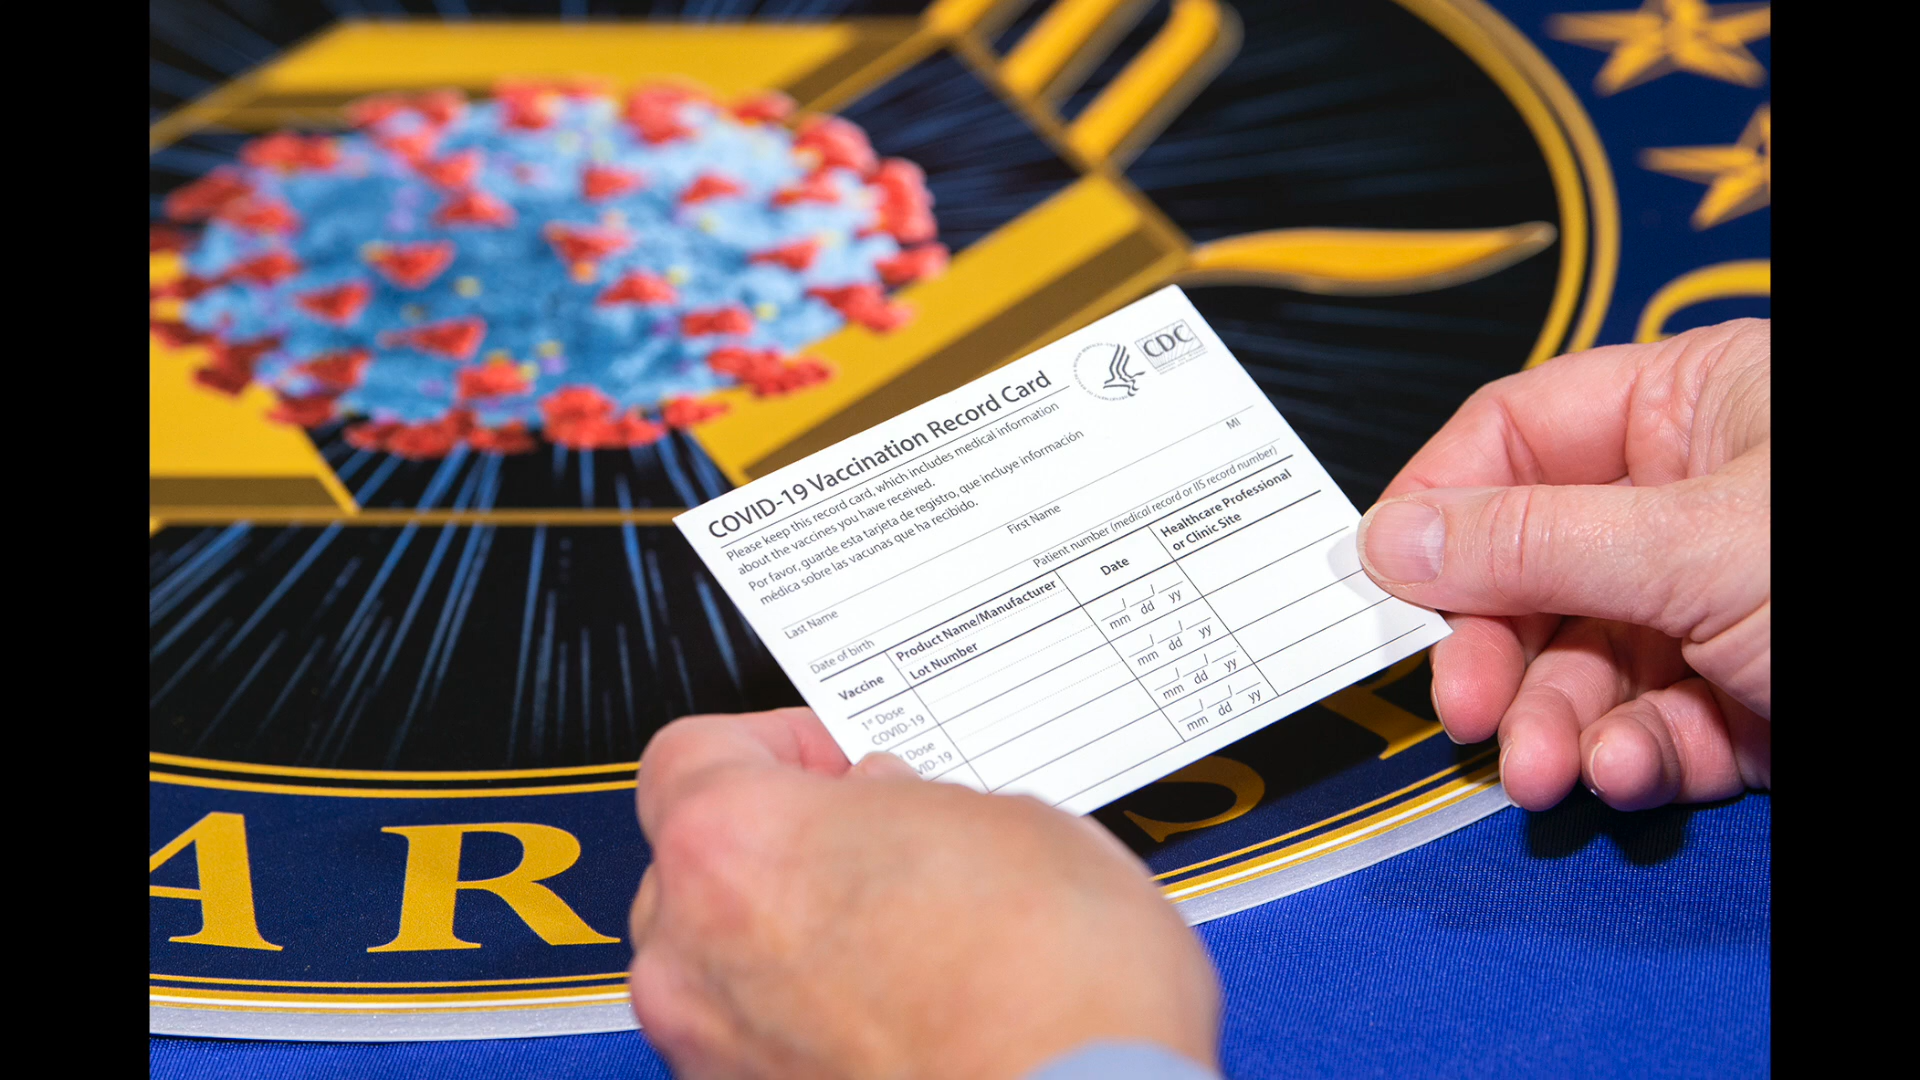 COVID-19 Vaccination Record Card
CDC
Please keep this record card, which includes medical information
about the vaccines you have received.
Por favor, guarde esta tarjeta de registro, que incluye información
médica sobre las vacunas que ha recibido.
Last Name
First Name
MI
Date of birth
Patient number (medical record or IIS record number)
Vaccine
Product Name/Manufacturer
Lot Number
Date
Healthcare Professional
or Clinic Site
1st Dose
COVID-19
mm dd yy
Dose
VID-19
mm dd yy
mm dd yy
mm dd yy
A R
S P